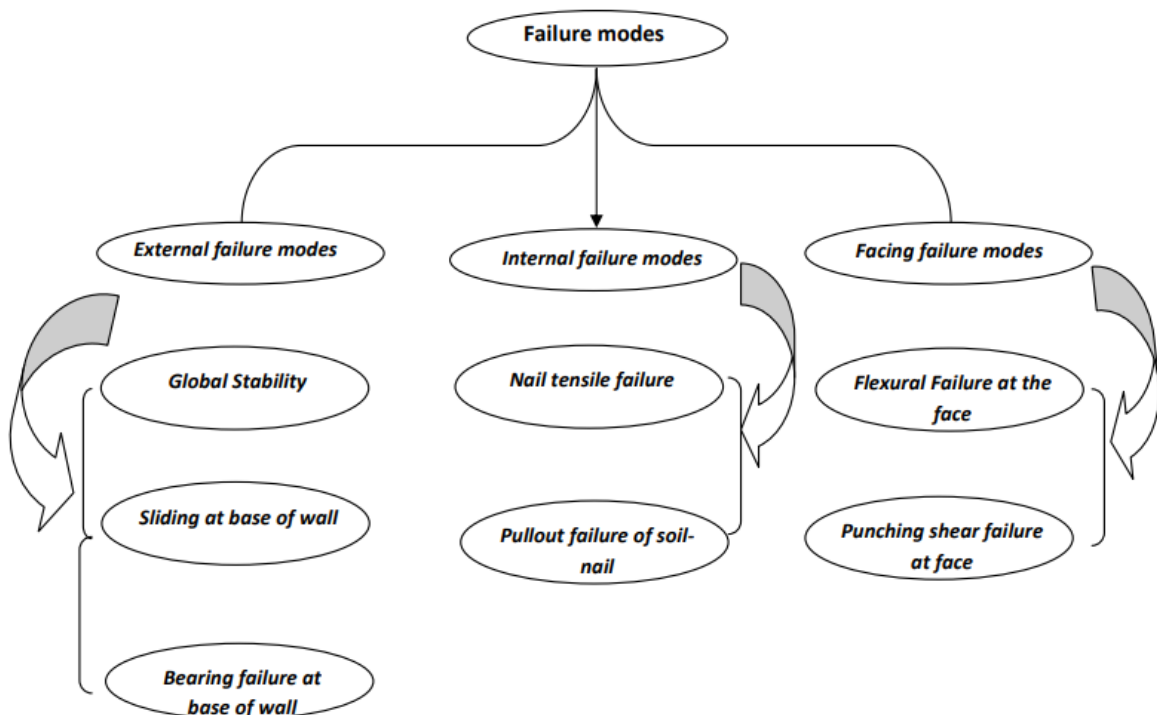 Failure modes
External failure modes
Internal failure modes
Facing failure modes
Global Stability
Nail tensile failure
Flexural Failure at the
face
Sliding at base of wall
Pullout failure of soil-
nail
Punching shear failure
at face
Bearing failure at
base of wall